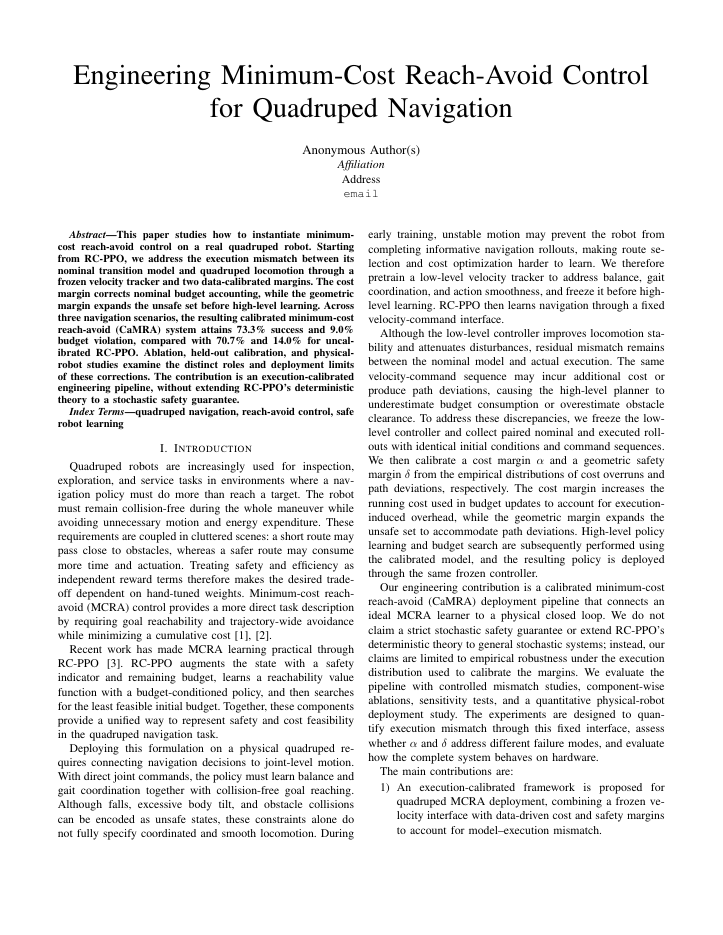 Engineering Minimum-Cost Reach-Avoid Control
for Quadruped Navigation
Anonymous Author(s)
Affiliation
Address
email
Abstract—This paper studies how to instantiate minimum-
cost reach-avoid control on a real quadruped robot. Starting
from RC-PPO, we address the execution mismatch between its
nominal transition model and quadruped locomotion through a
frozen velocity tracker and two data-calibrated margins. The cost
margin corrects nominal budget accounting, while the geometric
margin expands the unsafe set before high-level learning. Across
three navigation scenarios, the resulting calibrated minimum-cost
reach-avoid (CaMRA) system attains 73.3% success and 9.0%
budget violation, compared with 70.7% and 14.0% for uncal-
ibrated RC-PPO. Ablation, held-out calibration, and physical-
robot studies examine the distinct roles and deployment limits
of these corrections. The contribution is an execution-calibrated
engineering pipeline, without extending RC-PPO's deterministic
theory to a stochastic safety guarantee.
Index Terms—quadruped navigation, reach-avoid control, safe
robot learning
I. INTRODUCTION
Quadruped robots are increasingly used for inspection,
exploration, and service tasks in environments where a nav-
igation policy must do more than reach a target. The robot
must remain collision-free during the whole maneuver while
avoiding unnecessary motion and energy expenditure. These
requirements are coupled in cluttered scenes: a short route may
pass close to obstacles, whereas a safer route may consume
more time and actuation. Treating safety and efficiency as
independent reward terms therefore makes the desired trade-
off dependent on hand-tuned weights. Minimum-cost reach-
avoid (MCRA) control provides a more direct task description
by requiring goal reachability and trajectory-wide avoidance
while minimizing a cumulative cost [1], [2].
Recent work has made MCRA learning practical through
RC-PPO [3]. RC-PPO augments the state with a safety
indicator and remaining budget, learns a reachability value
function with a budget-conditioned policy, and then searches
for the least feasible initial budget. Together, these components
provide a unified way to represent safety and cost feasibility
in the quadruped navigation task.
Deploying this formulation on a physical quadruped re-
quires connecting navigation decisions to joint-level motion.
With direct joint commands, the policy must learn balance and
gait coordination together with collision-free goal reaching.
Although falls, excessive body tilt, and obstacle collisions
can be encoded as unsafe states, these constraints alone do
not fully specify coordinated and smooth locomotion. During
early training, unstable motion may prevent the robot from
completing informative navigation rollouts, making route se-
lection and cost optimization harder to learn. We therefore
pretrain a low-level velocity tracker to address balance, gait
coordination, and action smoothness, and freeze it before high-
level learning. RC-PPO then learns navigation through a fixed
velocity-command interface.
Although the low-level controller improves locomotion sta-
bility and attenuates disturbances, residual mismatch remains
between the nominal model and actual execution. The same
velocity-command sequence may incur additional cost or
produce path deviations, causing the high-level planner to
underestimate budget consumption or overestimate obstacle
clearance. To address these discrepancies, we freeze the low-
level controller and collect paired nominal and executed roll-
outs with identical initial conditions and command sequences.
We then calibrate a cost margin α and a geometric safety
margin δ from the empirical distributions of cost overruns and
path deviations, respectively. The cost margin increases the
running cost used in budget updates to account for execution-
induced overhead, while the geometric margin expands the
unsafe set to accommodate path deviations. High-level policy
learning and budget search are subsequently performed using
the calibrated model, and the resulting policy is deployed
through the same frozen controller.
Our engineering contribution is a calibrated minimum-cost
reach-avoid (CaMRA) deployment pipeline that connects an
ideal MCRA learner to a physical closed loop. We do not
claim a strict stochastic safety guarantee or extend RC-PPO's
deterministic theory to general stochastic systems; instead, our
claims are limited to empirical robustness under the execution
distribution used to calibrate the margins. We evaluate the
pipeline with controlled mismatch studies, component-wise
ablations, sensitivity tests, and a quantitative physical-robot
deployment study. The experiments are designed to quan-
tify execution mismatch through this fixed interface, assess
whether α and δ address different failure modes, and evaluate
how the complete system behaves on hardware.
The main contributions are:
1) An execution-calibrated framework is proposed for
quadruped MCRA deployment, combining a frozen ve-
locity interface with data-driven cost and safety margins
to account for model–execution mismatch.